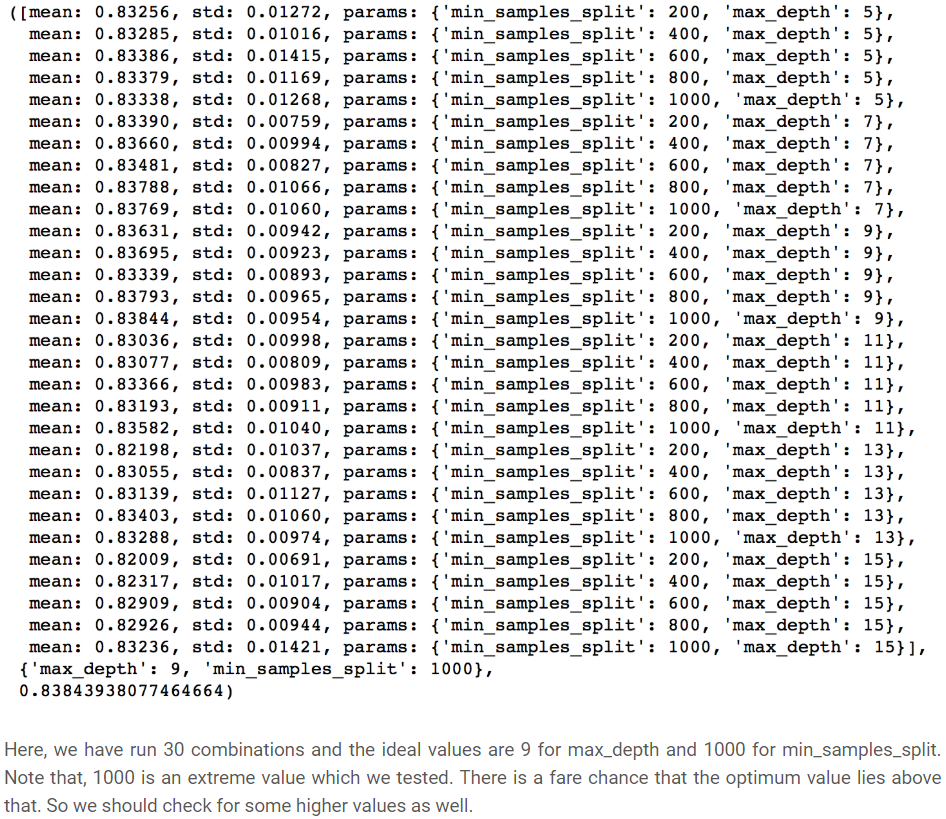 ([mean: 0.83256, std: 0.01272, params: {'min_samples_split': 200, 'max_depth': 5},
mean: 0.83285, std: 0.01016, params: {'min_samples_split': 400, 'max_depth': 5},
mean: 0.83386, std: 0.01415, params: {'min_samples_split': 600, 'max_depth': 5},
mean: 0.83379, std: 0.01169, params: {'min_samples_split': 800, 'max_depth': 5},
mean: 0.83338, std: 0.01268, params: {'min_samples_split': 1000, 'max_depth': 5},
mean: 0.83390, std: 0.00759, params: {'min_samples_split': 200, 'max_depth': 7},
mean: 0.83660, std: 0.00994, params: {'min_samples_split': 400, 'max_depth': 7},
mean: 0.83481, std: 0.00827, params: {'min_samples_split': 600, 'max_depth': 7},
mean: 0.83788, std: 0.01066, params: {'min_samples_split': 800, 'max_depth': 7},
mean: 0.83769, std: 0.01060, params: {'min_samples_split': 1000, 'max_depth': 7},
mean: 0.83631, std: 0.00942, params: {'min_samples_split': 200, 'max_depth': 9},
mean: 0.83695, std: 0.00923, params: {'min_samples_split': 400, 'max_depth': 9},
mean: 0.83339, std: 0.00893, params: {'min_samples_split': 600, 'max_depth': 9},
mean: 0.83793, std: 0.00965, params: {'min_samples_split': 800, 'max_depth': 9},
mean: 0.83844, std: 0.00954, params: {'min_samples_split': 1000, 'max_depth': 9},
mean: 0.83036, std: 0.00998, params: {'min_samples_split': 200, 'max_depth': 11},
mean: 0.83077, std: 0.00809, params: {'min_samples_split': 400, 'max_depth': 11},
mean: 0.83366, std: 0.00983, params: {'min_samples_split': 600, 'max_depth': 11},
mean: 0.83193, std: 0.00911, params: {'min_samples_split': 800, 'max_depth': 11},
mean: 0.83582, std: 0.01040, params: {'min_samples_split': 1000, 'max_depth': 11},
mean: 0.82198, std: 0.01037, params: {'min_samples_split': 200, 'max_depth': 13},
mean: 0.83055, std: 0.00837, params: {'min_samples_split': 400, 'max_depth': 13},
mean: 0.83139, std: 0.01127, params: {'min_samples_split': 600, 'max_depth': 13},
mean: 0.83403, std: 0.01060, params: {'min_samples_split': 800, 'max_depth': 13},
mean: 0.83288, std: 0.00974, params: {'min_samples_split': 1000, 'max_depth': 13},
mean: 0.82009, std: 0.00691, params: {'min_samples_split': 200, 'max_depth': 15},
mean: 0.82317, std: 0.01017, params: {'min_samples_split': 400, 'max_depth': 15},
mean: 0.82909, std: 0.00904, params: {'min_samples_split': 600, 'max_depth': 15},
mean: 0.82926, std: 0.00944, params: {'min_samples_split': 800, 'max_depth': 15},
mean: 0.83236, std: 0.01421, params: {'min_samples_split': 1000, 'max_depth': 15}],
{'max_depth': 9, 'min_samples_split': 1000},
0.83843938077464664)
Here, we have run 30 combinations and the ideal values are 9 for max_depth and 1000 for min_samples_split.
Note that, 1000 is an extreme value which we tested. There is a fare chance that the optimum value lies above
that. So we should check for some higher values as well.